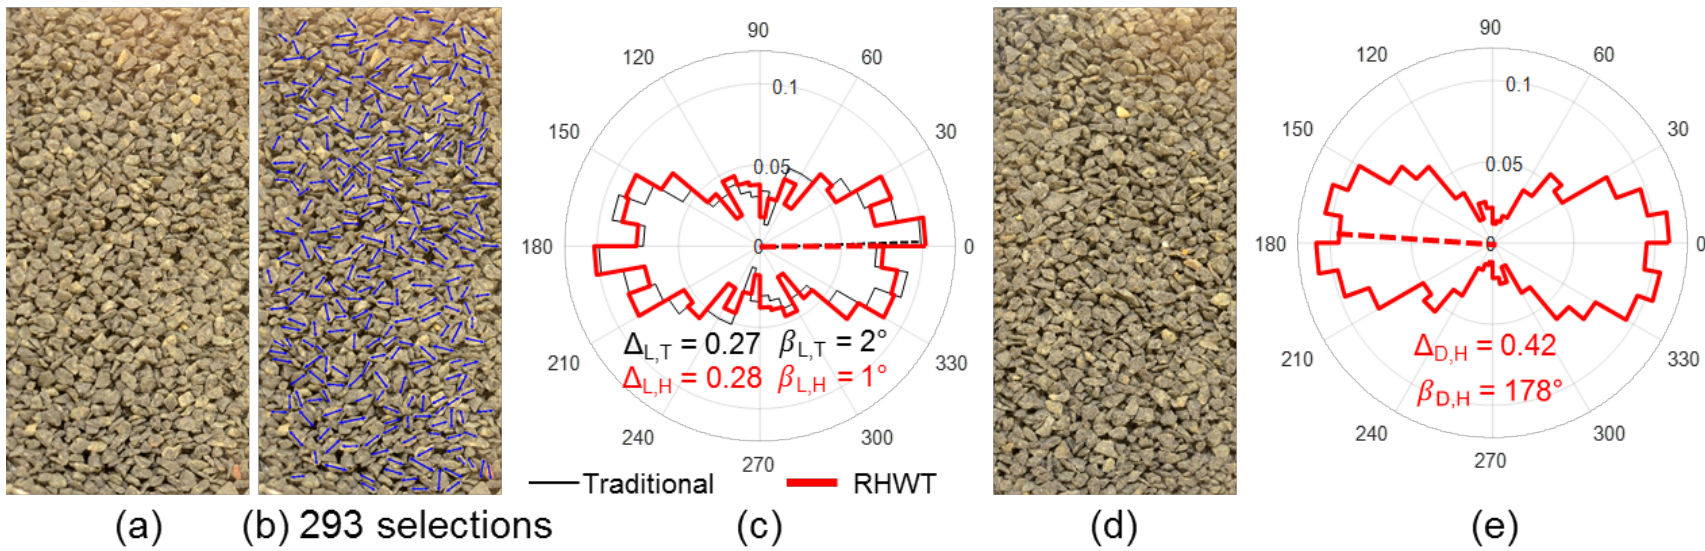 90
120
60
0.1
150
30
0.05
180
0
0
210
330
Δ_L,T = 0.27 β_L,T = 2°
Δ_L,H = 0.28 β_L,H = 1°
240
300
270
Traditional
RHWT
90
120
60
0.1
150
30
0.05
180
0
0
210
330
Δ_D,H = 0.42
β_D,H = 178°
240
300
270
(a)
(b) 293 selections
(c)
(d)
(e)